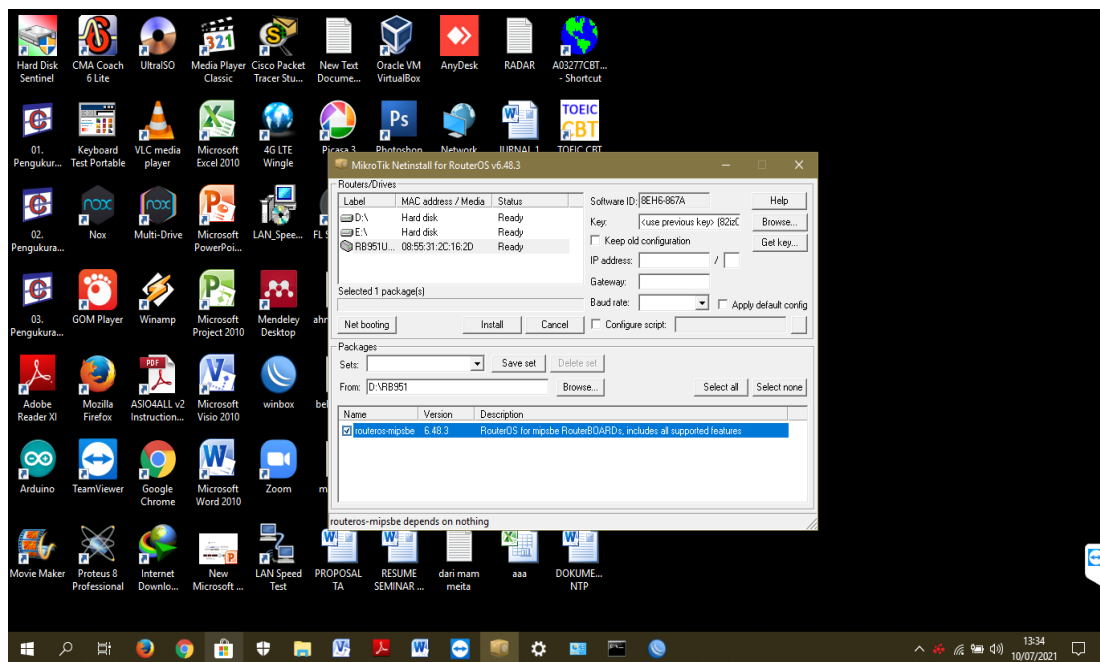 Hard Disk Sentinel
CMA Coach 6 Lite
UltraISO
Media Player Classic
Cisco Packet Tracer Stu...
New Text Docume...
Oracle VM VirtualBox
AnyDesk
RADAR
A03277CBT... - Shortcut
01. Pengukur...
Keyboard Test Portable
VLC media player
Microsoft Excel 2010
4G LTE Wingle
Picasa 3
Photoshop
Network
JURNAL 1
TOEIC CBT
02. Pengukura...
Nox
Multi-Drive
Microsoft PowerPoi...
LAN_Spee...
FL S
03. Pengukura...
GOM Player
Winamp
Microsoft Project 2010
Mendeley Desktop
ahr
Adobe Reader XI
Mozilla Firefox
ASIO4ALL v2 Instruction...
Microsoft Visio 2010
winbox
bel
Arduino
TeamViewer
Google Chrome
Microsoft Word 2010
Zoom
m
Movie Maker
Proteus 8 Professional
Internet Downlo...
New Microsoft ...
LAN Speed Test
PROPOSAL TA
RESUME SEMINAR ...
dari mam meita
aaa
DOKUME... NTP
MikroTik Netinstall for RouterOS v6.48.3
Routers/Drives
Label MAC address / Media Status
D:\ Hard disk Ready
E:\ Hard disk Ready
RB951U... 08:55:31:2C:16:2D Ready
Selected 1 package(s)
Net booting Install Cancel
Software ID: 8EH6-867A Help
Key: <use previous key> (82iz Browse...
Keep old configuration Get key...
IP address: /
Gateway:
Baud rate: Apply default config
Configure script:
Packages
Sets: Save set Delete set
From: D:\RB951 Browse... Select all Select none
Name Version Description
routeros-mipsbe 6.48.3 RouterOS for mipsbe RouterBOARDs, includes all supported features
routeros-mipsbe depends on nothing
13:34
10/07/2021